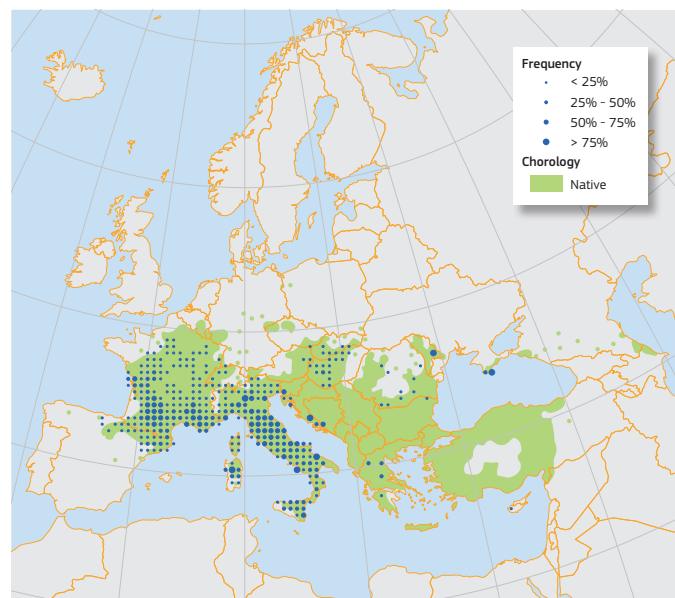 Frequency
< 25%
25% - 50%
50% - 75%
> 75%
Chorology
Native